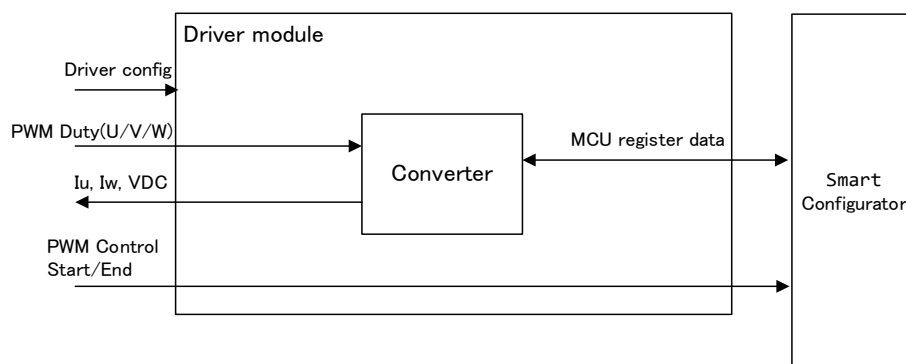 Driver module
Driver config
PWM Duty(U/V/W)
MCU register data
Converter
Iu, Iw, VDC
Smart
Configurator
PWM Control
Start/End